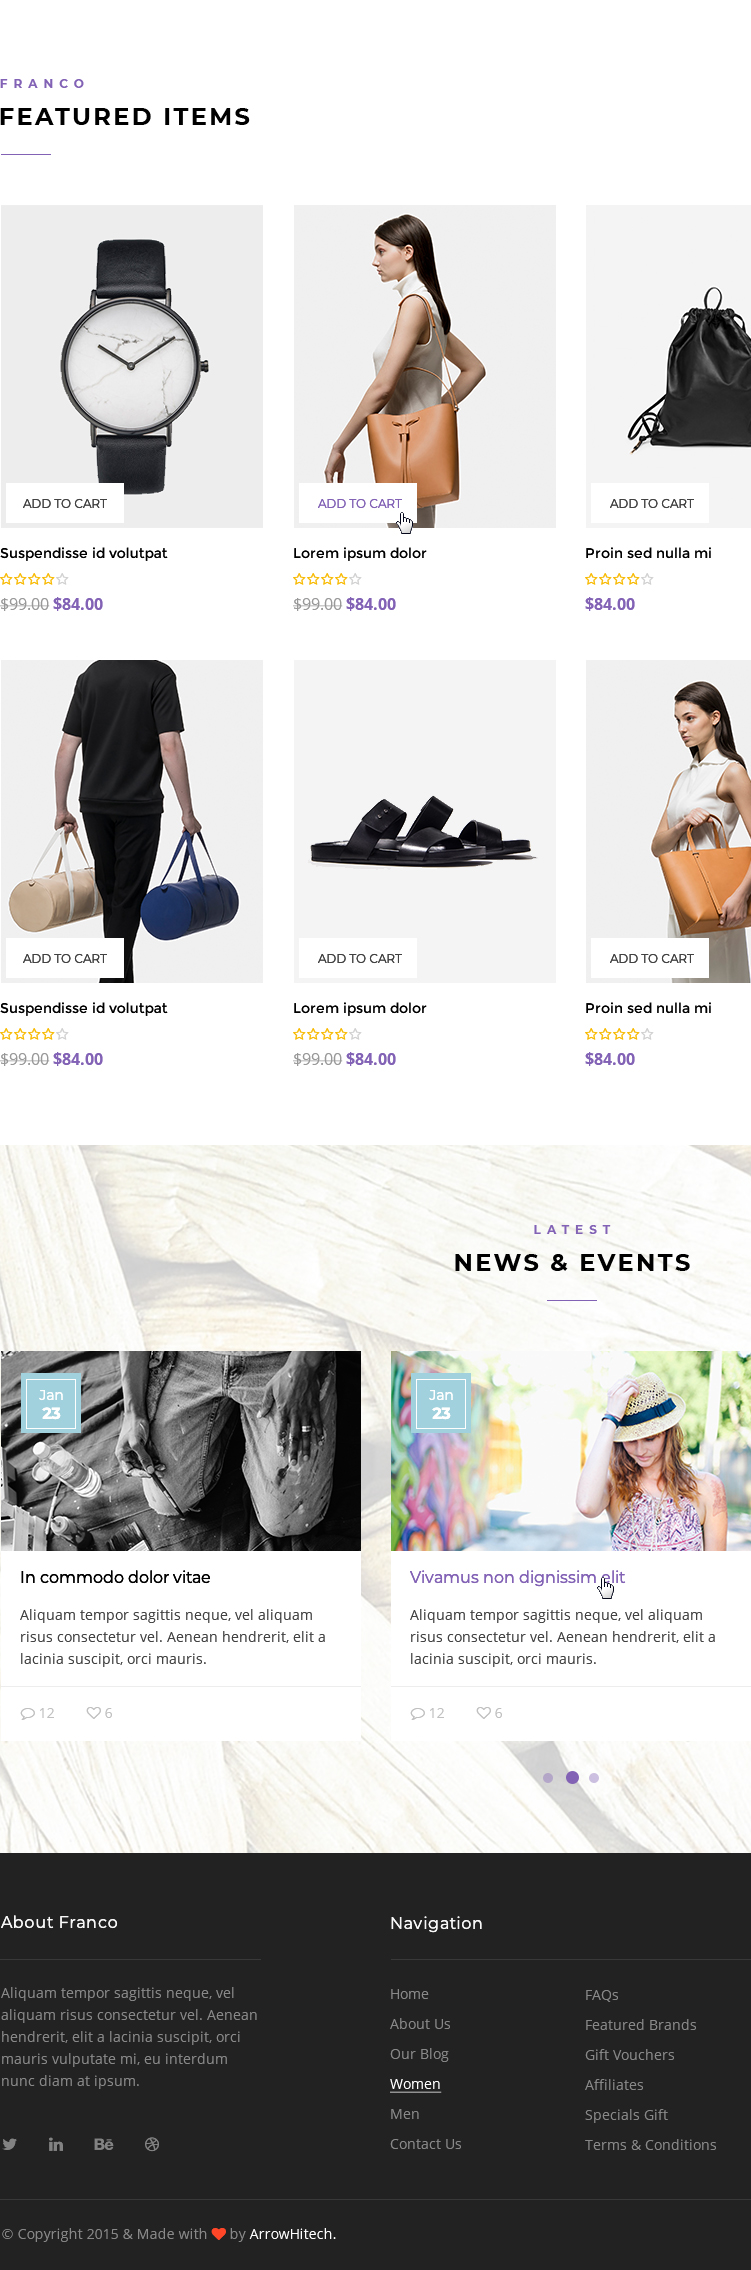 FRANCO
FEATURED ITEMS
ADD TO CART
ADD TO CART
ADD TO CART
Suspendisse id volutpat
Lorem ipsum dolor
Proin sed nulla mi
$99.00 $84.00
$99.00 $84.00
$84.00
ADD TO CART
ADD TO CART
ADD TO CART
Suspendisse id volutpat
Lorem ipsum dolor
Proin sed nulla mi
$99.00 $84.00
$99.00 $84.00
$84.00
LATEST
NEWS & EVENTS
Jan
23
In commodo dolor vitae
Aliquam tempor sagittis neque, vel aliquam
risus consectetur vel. Aenean hendrerit, elit a
lacinia suscipit, orci mauris.
12 6
Jan
23
Vivamus non dignissim elit
Aliquam tempor sagittis neque, vel aliquam
risus consectetur vel. Aenean hendrerit, elit a
lacinia suscipit, orci mauris.
12 6
About Franco
Aliquam tempor sagittis neque, vel
aliquam risus consectetur vel. Aenean
hendrerit, elit a lacinia suscipit, orci
mauris vulputate mi, eu interdum
nunc diam at ipsum.
in Bē
Navigation
Home
About Us
Our Blog
Women
Men
Contact Us
FAQs
Featured Brands
Gift Vouchers
Affiliates
Specials Gift
Terms & Conditions
© Copyright 2015 & Made with ❤ by ArrowHitech.